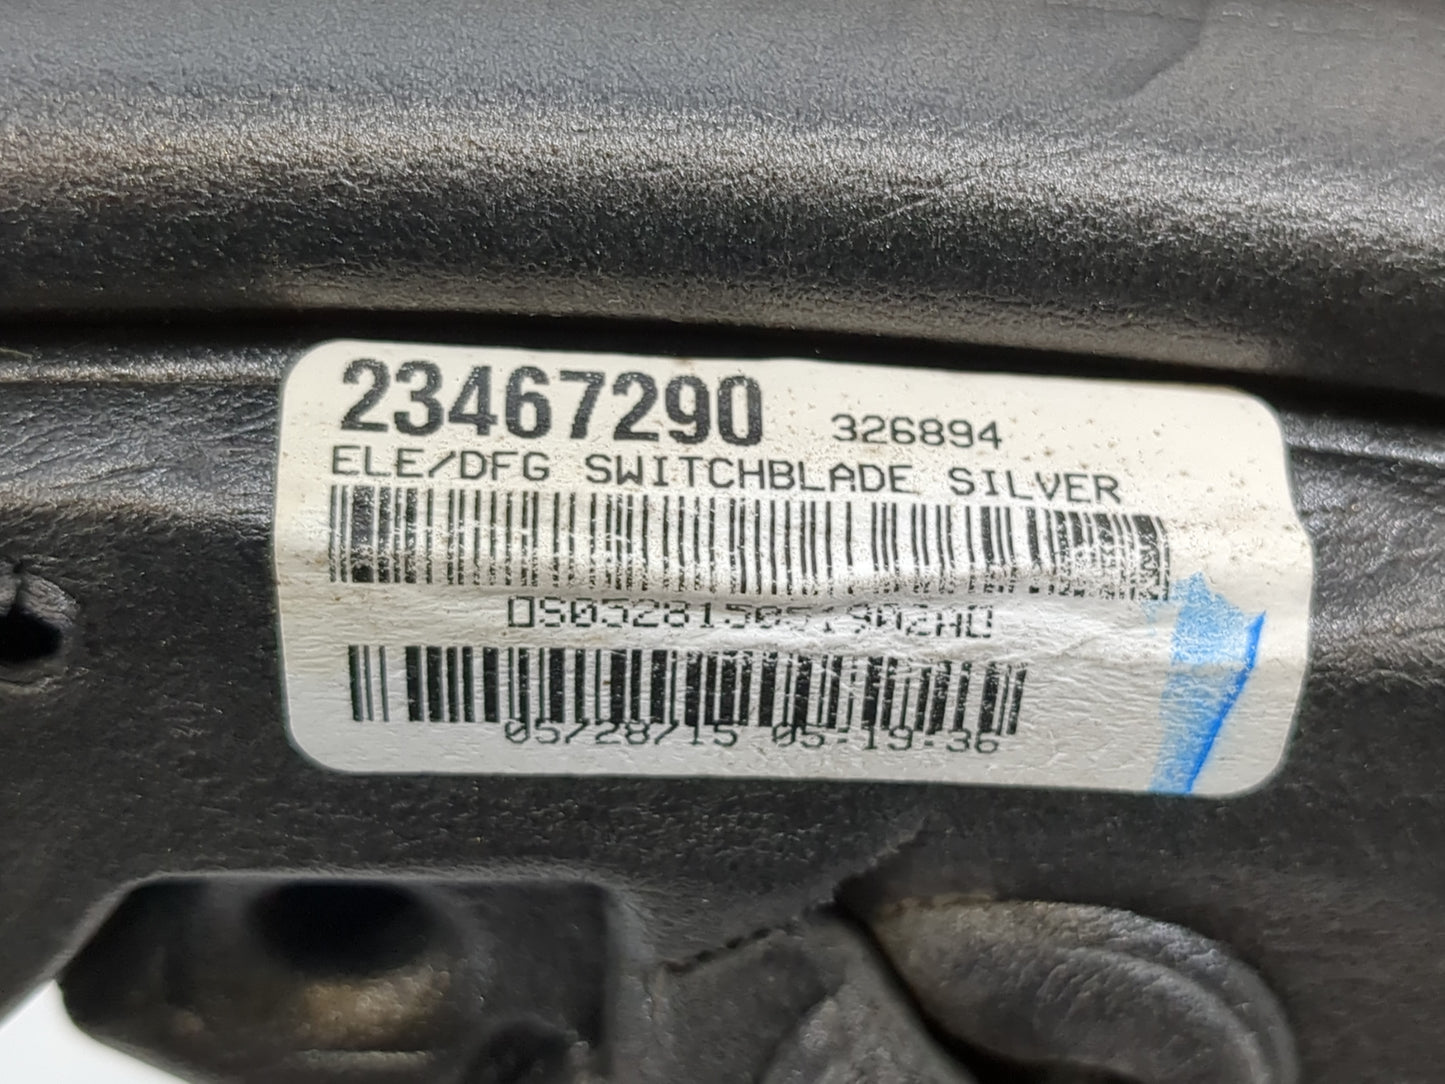 23467290 326894
ELE/DFG SWITCHBLADE SILVER
05/28/15 05:19:36